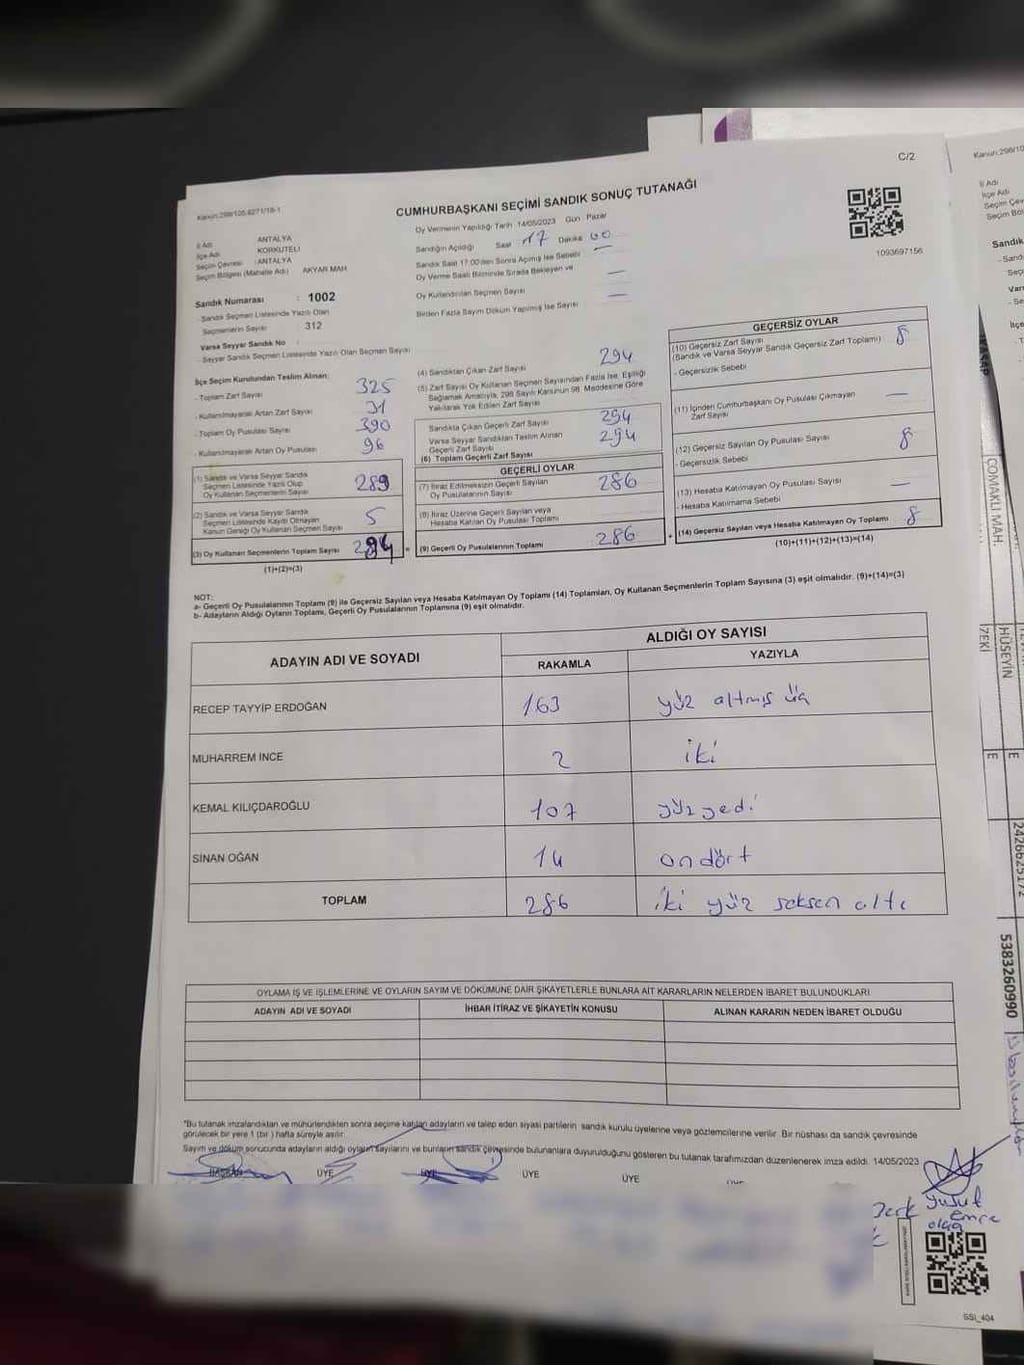 C/2
Kanun:298/105,6271/18-1
CUMHURBAŞKANI SEÇİMİ SANDIK SONUÇ TUTANAĞI
Oy Vermenin Yapıldığı Tarih 14/05/2023 Gün Pazar
İl Adı ANTALYA
İlçe Adı KORKUTELİ
Seçim Çevresi : ANTALYA
Seçim Bölgesi (Mahalle Adı) AKYAR MAH
Sandık Numarası : 1002
Sandık Seçmen Listesinde Yazılı Olan
Seçmenlerin Sayısı 312
Varsa Seyyar Sandık No :
- Seyyar Sandık Seçmen Listesinde Yazılı Olan Seçmen Sayısı
Sandığın Açıldığı Saat 17 Dakika 00
Sandık Saat 17:00'den Sonra Açılmış İse Sebebi —
Oy Verme Saati Bitiminde Sırada Bekleyen ve
Oy Kullandırılan Seçmen Sayısı —
Birden Fazla Sayım Döküm Yapılmış İse Sayısı —
1093697156
İlçe Seçim Kurulundan Teslim Alınan:
- Toplam Zarf Sayısı 325
- Kullanılmayarak Artan Zarf Sayısı 31
- Toplam Oy Pusulası Sayısı 390
- Kullanılmayarak Artan Oy Pusulası 96
(1) Sandık ve Varsa Seyyar Sandık
Seçmen Listesinde Yazılı Olup
Oy Kullanan Seçmenlerin Sayısı 289
(2) Sandık ve Varsa Seyyar Sandık
Seçmen Listesinde Kaydı Olmayan
Kanun Gereği Oy Kullanan Seçmen Sayısı 5
(3) Oy Kullanan Seçmenlerin Toplam Sayısı 294 =
(1)+(2)=(3)
(4) Sandıktan Çıkan Zarf Sayısı 294
(5) Zarf Sayısı Oy Kullanan Seçmen Sayısından Fazla İse, Eşitliği
Sağlamak Amacıyla, 298 Sayılı Kanunun 98. Maddesine Göre
Yakılarak Yok Edilen Zarf Sayısı
Sandıkta Çıkan Geçerli Zarf Sayısı 294
Varsa Seyyar Sandıktan Teslim Alınan
Geçerli Zarf Sayısı 294
(6) Toplam Geçerli Zarf Sayısı
GEÇERLİ OYLAR
(7) İtiraz Edilmeksizin Geçerli Sayılan
Oy Pusulalarının Sayısı 286
(8) İtiraz Üzerine Geçerli Sayılan veya
Hesaba Katılan Oy Pusulası Toplamı
(9) Geçerli Oy Pusulalarının Toplamı 286 +
GEÇERSİZ OYLAR
(10) Geçersiz Zarf Sayısı
(Sandık ve Varsa Seyyar Sandık Geçersiz Zarf Toplamı) 8
- Geçersizlik Sebebi
(11) İçinden Cumhurbaşkanı Oy Pusulası Çıkmayan
Zarf Sayısı —
(12) Geçersiz Sayılan Oy Pusulası Sayısı 8
- Geçersizlik Sebebi
(13) Hesaba Katılmayan Oy Pusulası Sayısı —
- Hesaba Katılmama Sebebi
(14) Geçersiz Sayılan veya Hesaba Katılmayan Oy Toplamı 8
(10)+(11)+(12)+(13)=(14)
NOT:
a- Geçerli Oy Pusulalarının Toplamı (9) ile Geçersiz Sayılan veya Hesaba Katılmayan Oy Toplamı (14) Toplamları, Oy Kullanan Seçmenlerin Toplam Sayısına (3) eşit olmalıdır. (9)+(14)=(3)
b- Adayların Aldığı Oyların Toplamı, Geçerli Oy Pusulalarının Toplamına (9) eşit olmalıdır.
ADAYIN ADI VE SOYADI
ALDIĞI OY SAYISI
RAKAMLA YAZIYLA
RECEP TAYYİP ERDOĞAN 163 yüz altmış üç
MUHARREM İNCE 2 iki
KEMAL KILIÇDAROĞLU 107 yüz yedi
SİNAN OĞAN 14 on dört
TOPLAM 286 iki yüz seksen altı
OYLAMA İŞ VE İŞLEMLERİNE VE OYLARIN SAYIM VE DÖKÜMÜNE DAİR ŞİKAYETLERLE BUNLARA AİT KARARLARIN NELERDEN İBARET BULUNDUKLARI
ADAYIN ADI VE SOYADI İHBAR İTİRAZ VE ŞİKAYETİN KONUSU ALINAN KARARIN NEDEN İBARET OLDUĞU
*Bu tutanak imzalandıktan ve mühürlendikten sonra seçime katılan adayların ve talep eden siyasi partilerin sandık kurulu üyelerine veya gözlemcilerine verilir. Bir nüshası da sandık çevresinde
görülecek bir yere 1 (bir) hafta süreyle asılır.
Sayım ve döküm sonucunda adayların aldığı oyların sayılarını ve bunların sandık çevresinde bulunanlara duyurulduğunu gösteren bu tutanak tarafımızdan düzenlenerek imza edildi. 14/05/2023
BAŞKAN ÜYE ÜYE ÜYE ÜYE
Yusuf
Emre
SSI_404
Kanun:298/10
İl Adı
İlçe Adı
Seçim Çev
Seçim Böl
Sandık
ÇOMAKLI MAH.
HÜSEYİN
ZEKİ
E
E
5383260990